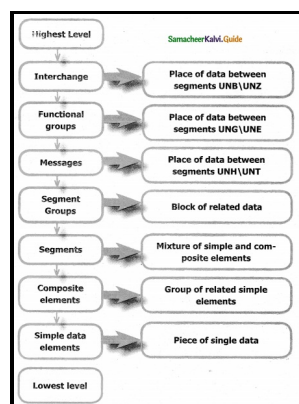 Highest Level
SamacheerKalvi.Guide
Interchange
Place of data between
segments UNB\UNZ
Functional
groups
Place of data between
segments UNG\UNE
Messages
Place of data between
segments UNH\UNT
Segment
Groups
Block of related data
Segments
Mixture of simple and com-
posite elements
Composite
elements
Group of related simple
elements
Simple data
elements
Piece of single data
Lowest level